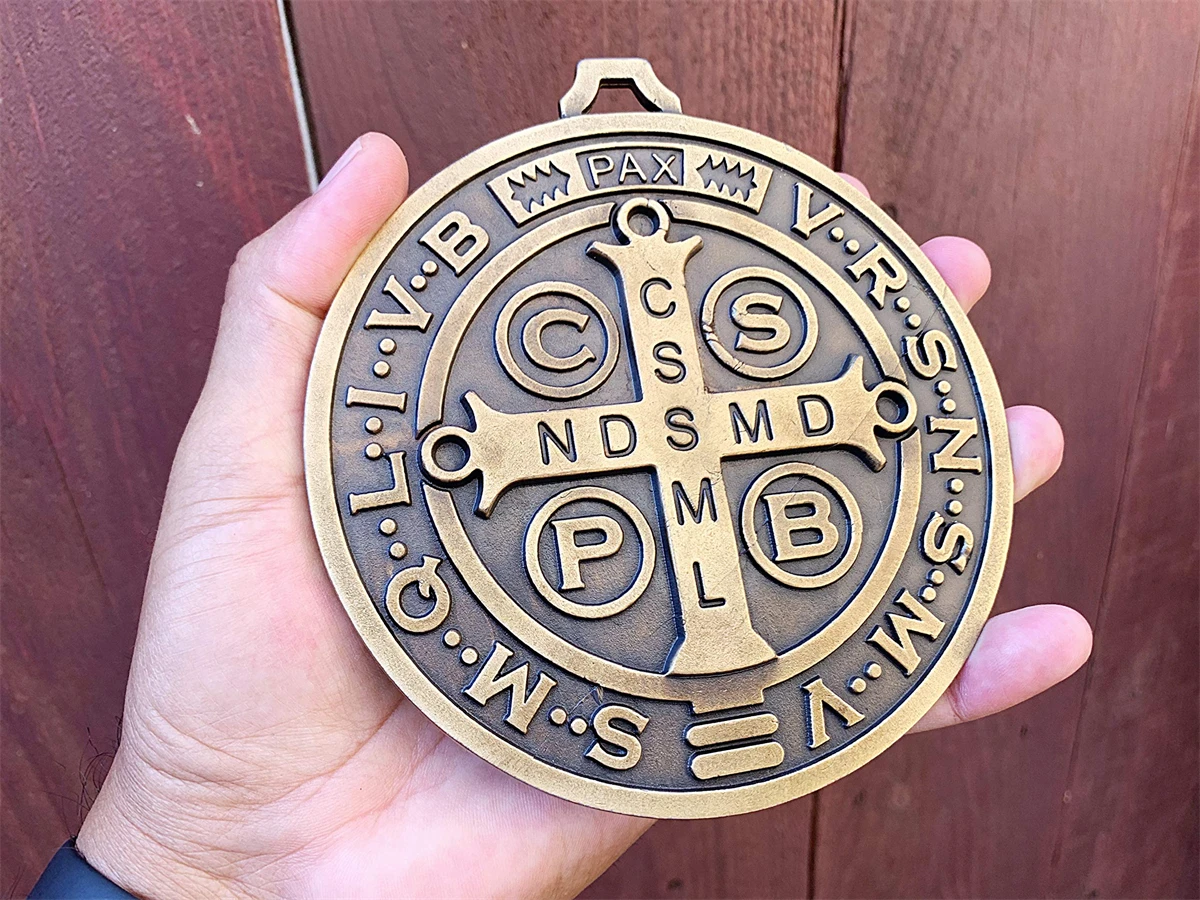 PAX
V··R··S··N··S··M··V
S··M··Q··L··I··V··B
C S
P B
C S S M L
N D S M D